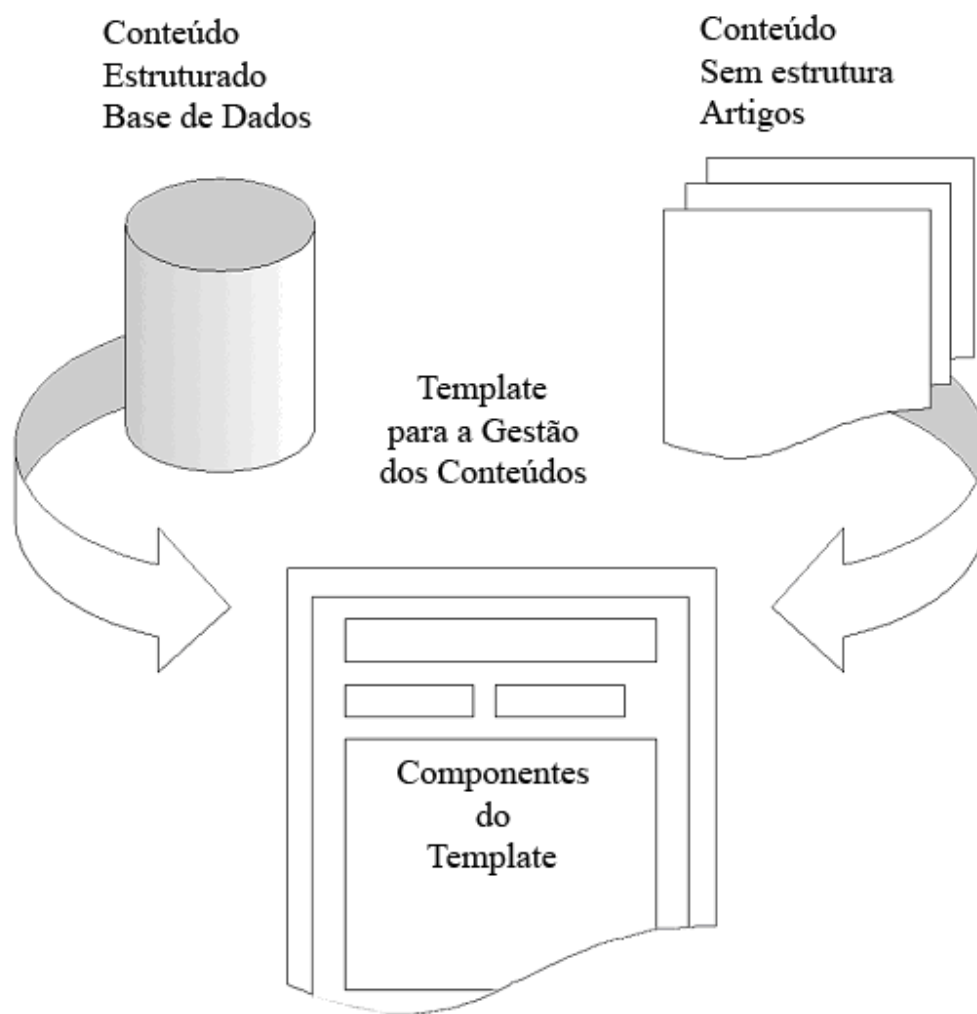 Conteúdo
Estruturado
Base de Dados
Conteúdo
Sem estrutura
Artigos
Template
para a Gestão
dos Conteúdos
Componentes
do
Template